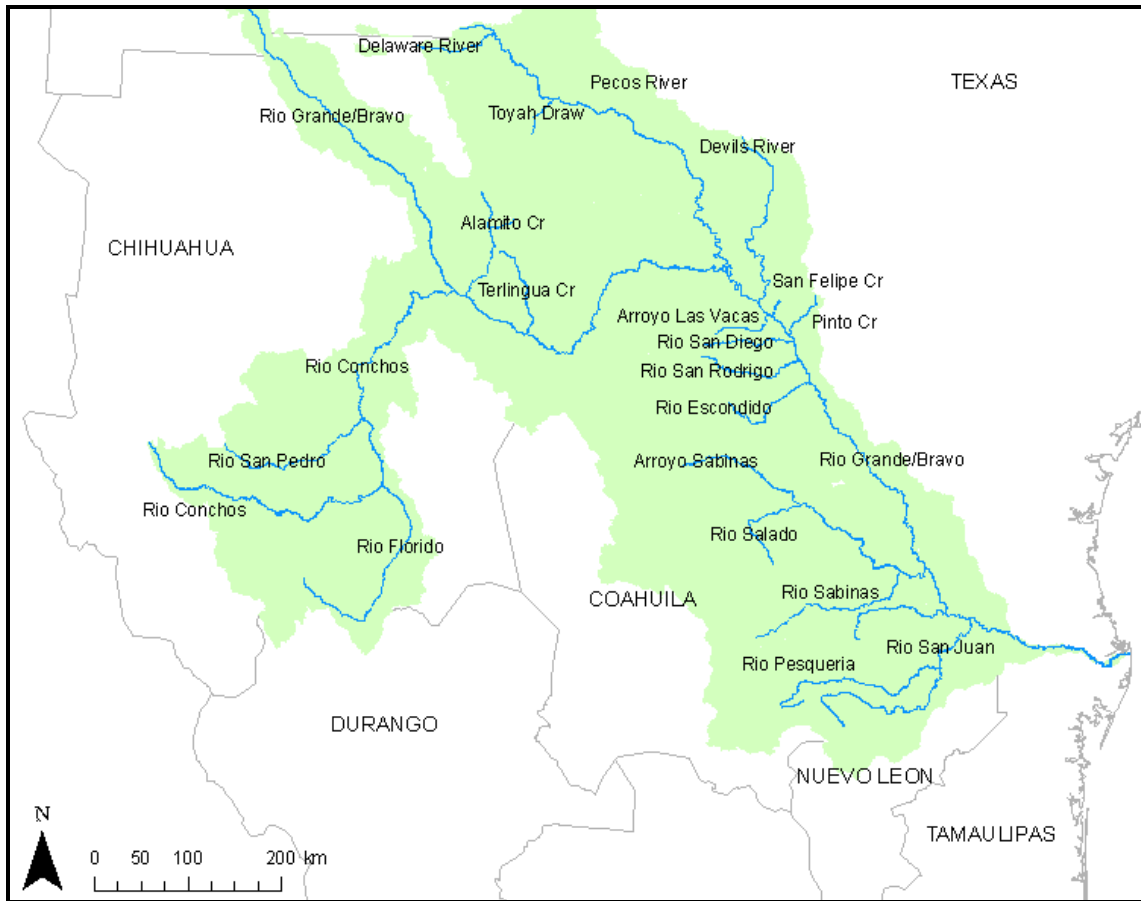 Delaware River
Pecos River
TEXAS
Toyah Draw
Rio Grande/Bravo
Devils River
Alamito Cr
CHIHUAHUA
San Felipe Cr
Terlingua Cr
Arroyo Las Vacas
Pinto Cr
Rio San Diego
Rio Conchos
Rio San Rodrigo
Rio Escondido
Rio San Pedro
Arroyo Sabinas
Rio Grande/Bravo
Rio Conchos
Rio Salado
Rio Florido
Rio Sabinas
COAHUILA
Rio San Juan
Rio Pesqueria
DURANGO
NUEVO LEON
TAMAULIPAS
N
0 50 100 200 km